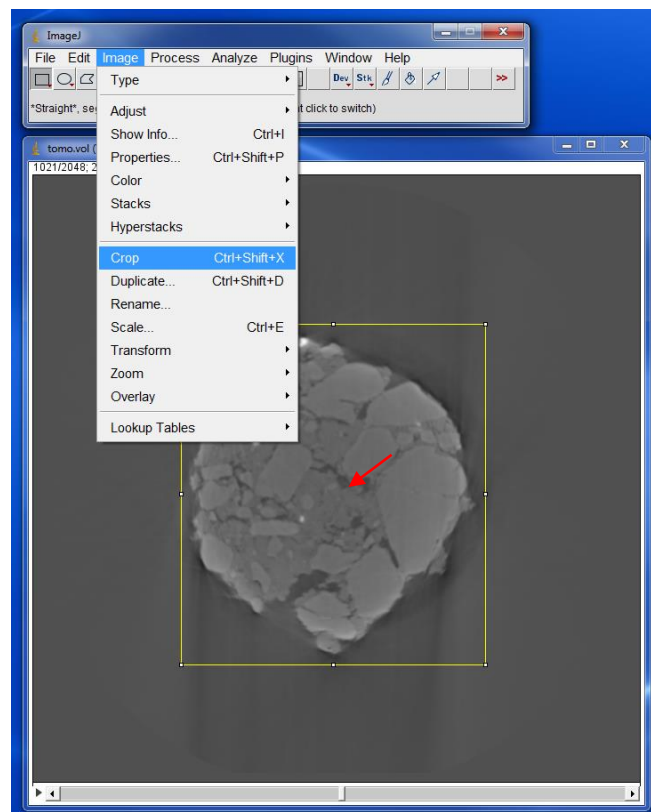 ImageJ
File Edit Image Process Analyze Plugins Window Help
Dev Stk >>
*Straight*, t click to switch)
Type
Adjust
Show Info... Ctrl+I
Properties... Ctrl+Shift+P
Color
Stacks
Hyperstacks
Crop Ctrl+Shift+X
Duplicate... Ctrl+Shift+D
Rename...
Scale... Ctrl+E
Transform
Zoom
Overlay
Lookup Tables
tomo.vol (
1021/2048; 2